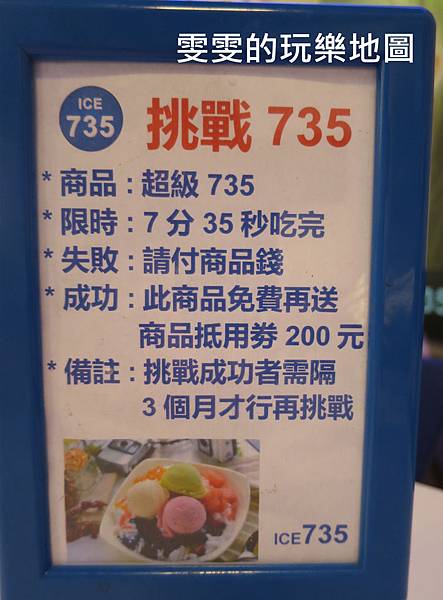 雯雯的玩樂地圖
ICE
735
挑戰 735
* 商品 : 超級 735
* 限時 : 7 分 35 秒吃完
* 失敗 : 請付商品錢
* 成功 : 此商品免費再送
商品抵用券 200 元
* 備註 : 挑戰成功者需隔
3 個月才行再挑戰
ICE735